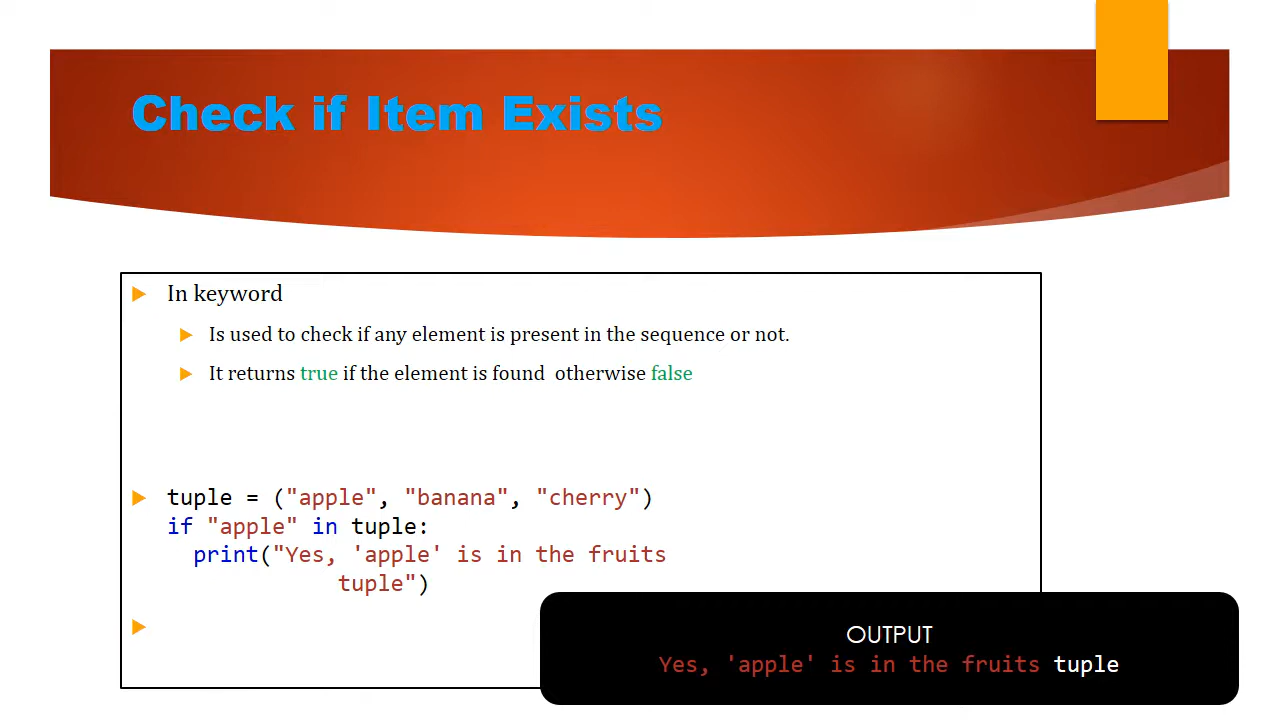 Check if Item Exists
In keyword
Is used to check if any element is present in the sequence or not.
It returns true if the element is found  otherwise false
tuple = ("apple", "banana", "cherry")
if "apple" in tuple:
print("Yes, 'apple' is in the fruits
tuple")
OUTPUT
Yes, 'apple' is in the fruits tuple